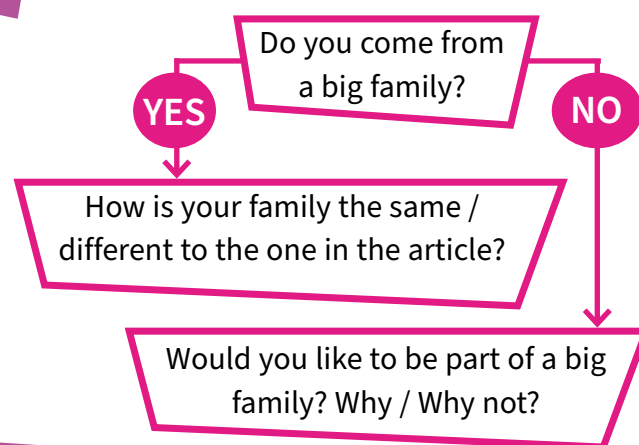 Do you come from
a big family?
YES
NO
How is your family the same /
different to the one in the article?
Would you like to be part of a big
family? Why / Why not?